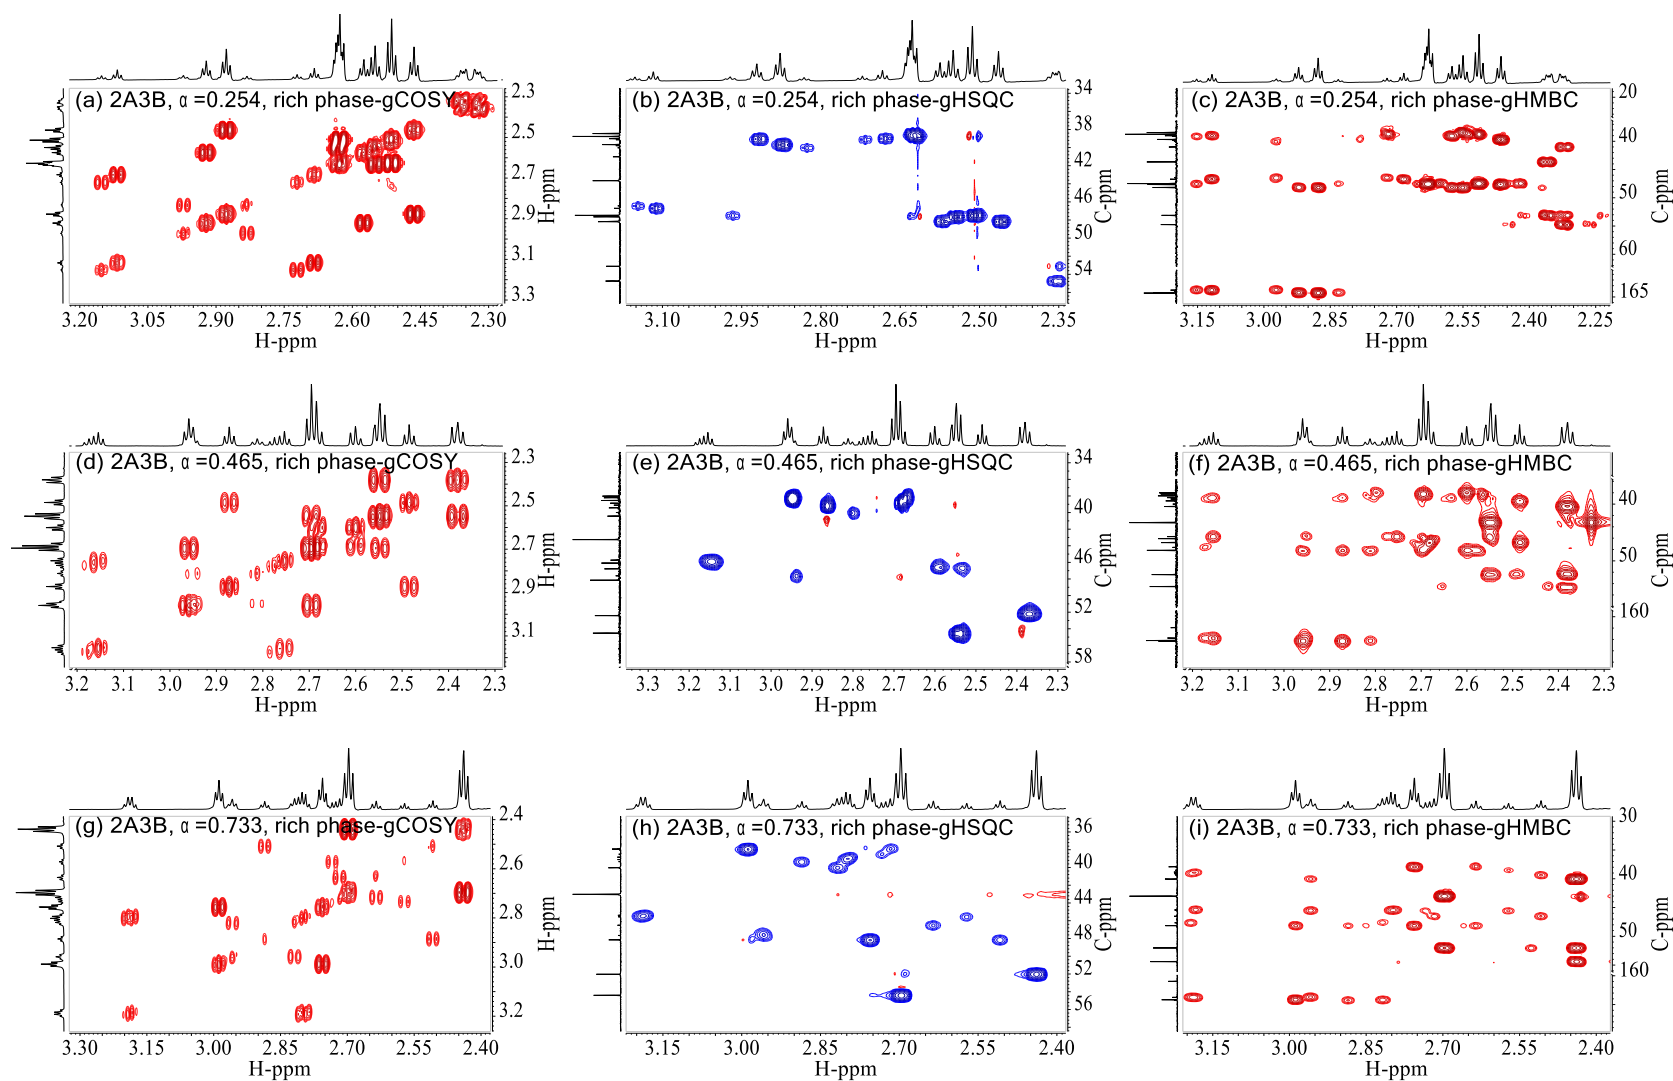 (a) 2A3B, α=0.254, rich phase-gCOSY
2.3
2.5
2.7
2.9
3.1
3.3
H-ppm
3.20 3.05 2.90 2.75 2.60 2.45 2.30
H-ppm
(b) 2A3B, α=0.254, rich phase-gHSQC
34
38
42
46
50
54
C-ppm
3.10 2.95 2.80 2.65 2.50 2.35
H-ppm
(c) 2A3B, α=0.254, rich phase-gHMBC
20
40
50
60
165
C-ppm
3.15 3.00 2.85 2.70 2.55 2.40 2.25
H-ppm
(d) 2A3B, α=0.465, rich phase-gCOSY
2.3
2.5
2.7
2.9
3.1
H-ppm
3.2 3.1 3.0 2.9 2.8 2.7 2.6 2.5 2.4 2.3
H-ppm
(e) 2A3B, α=0.465, rich phase-gHSQC
34
40
46
52
58
C-ppm
3.3 3.2 3.1 3.0 2.9 2.8 2.7 2.6 2.5 2.4 2.3
H-ppm
(f) 2A3B, α=0.465, rich phase-gHMBC
40
50
160
C-ppm
3.2 3.1 3.0 2.9 2.8 2.7 2.6 2.5 2.4 2.3
H-ppm
(g) 2A3B, α=0.733, rich phase-gCOSY
2.4
2.6
2.8
3.0
3.2
H-ppm
3.30 3.15 3.00 2.85 2.70 2.55 2.40
H-ppm
(h) 2A3B, α=0.733, rich phase-gHSQC
36
40
44
48
52
56
C-ppm
3.15 3.00 2.85 2.70 2.55 2.40
H-ppm
(i) 2A3B, α=0.733, rich phase-gHMBC
30
40
50
160
C-ppm
3.15 3.00 2.85 2.70 2.55 2.40
H-ppm